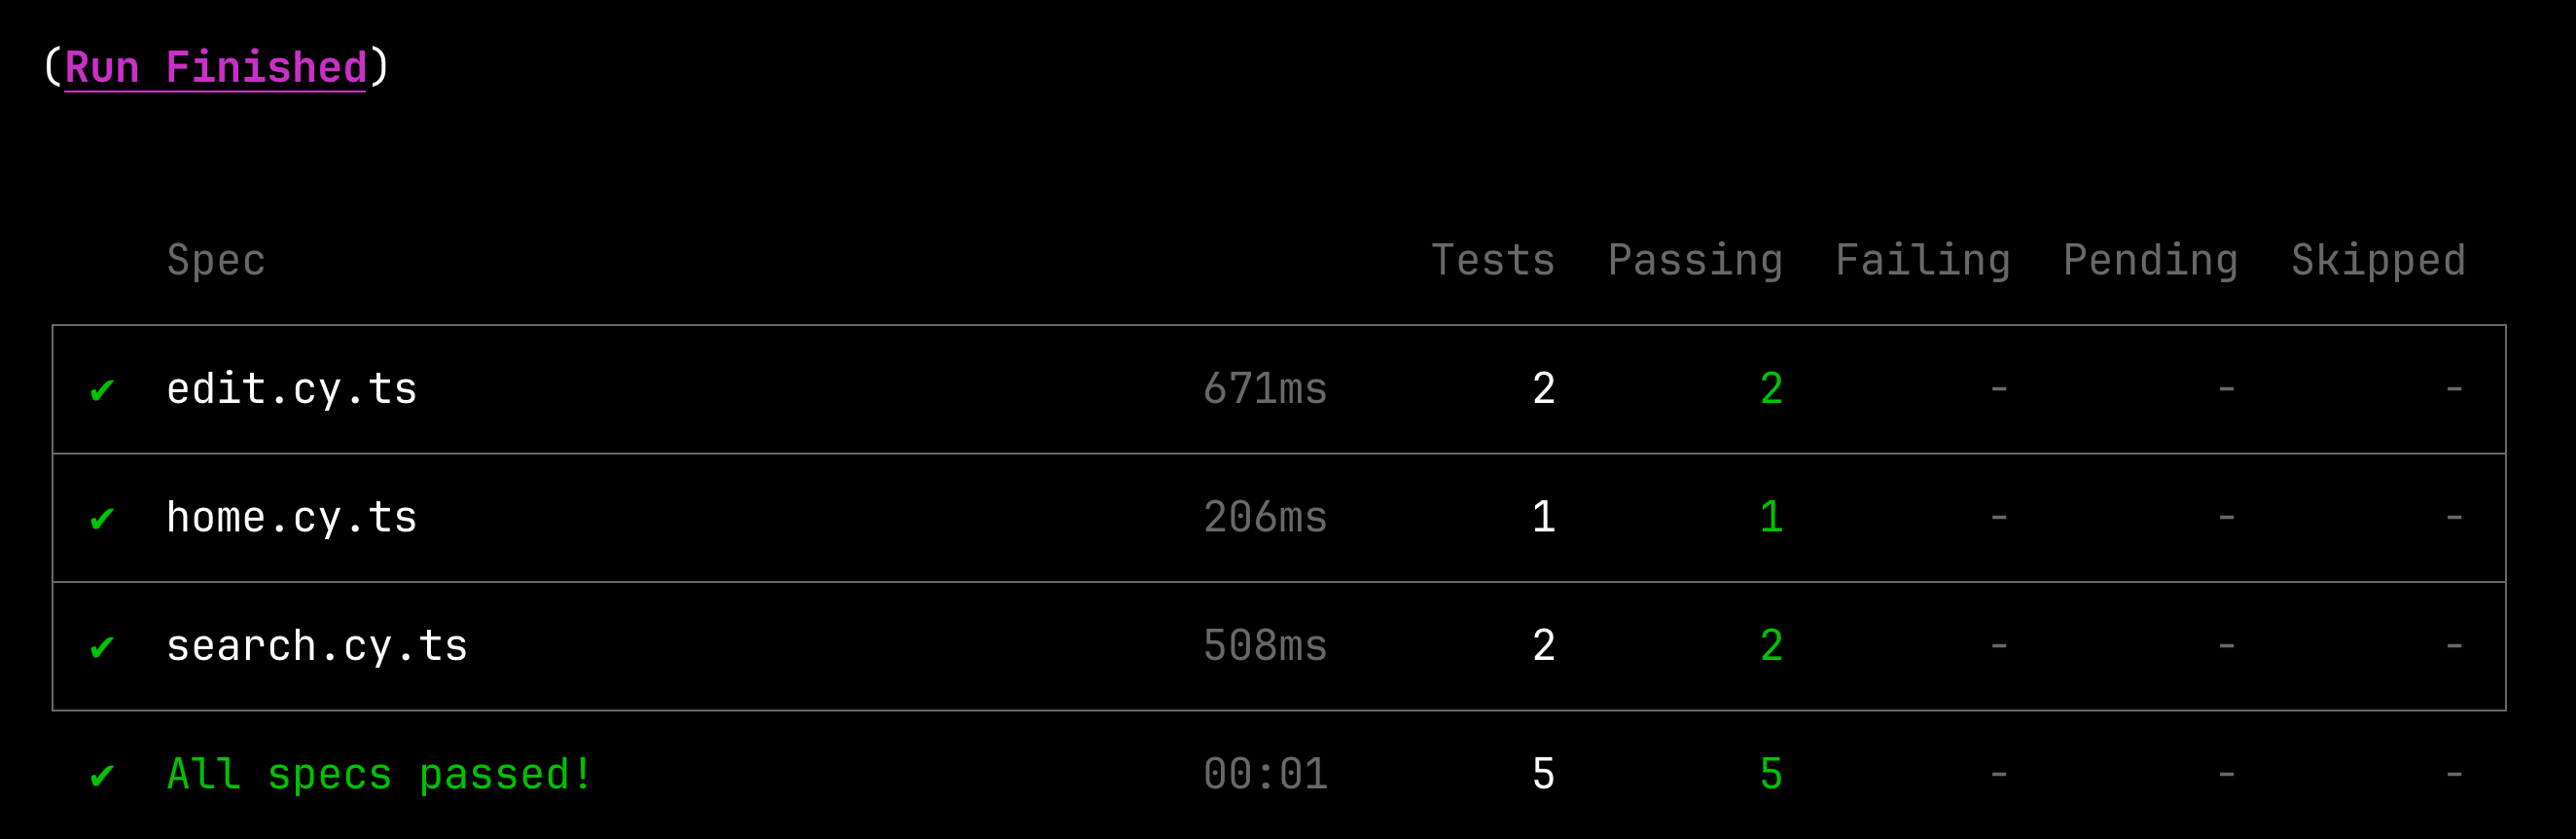 (Run Finished)
Spec Tests Passing Failing Pending Skipped
✔ edit.cy.ts 671ms 2 2 - - -
✔ home.cy.ts 206ms 1 1 - - -
✔ search.cy.ts 508ms 2 2 - - -
✔ All specs passed! 00:01 5 5 - - -